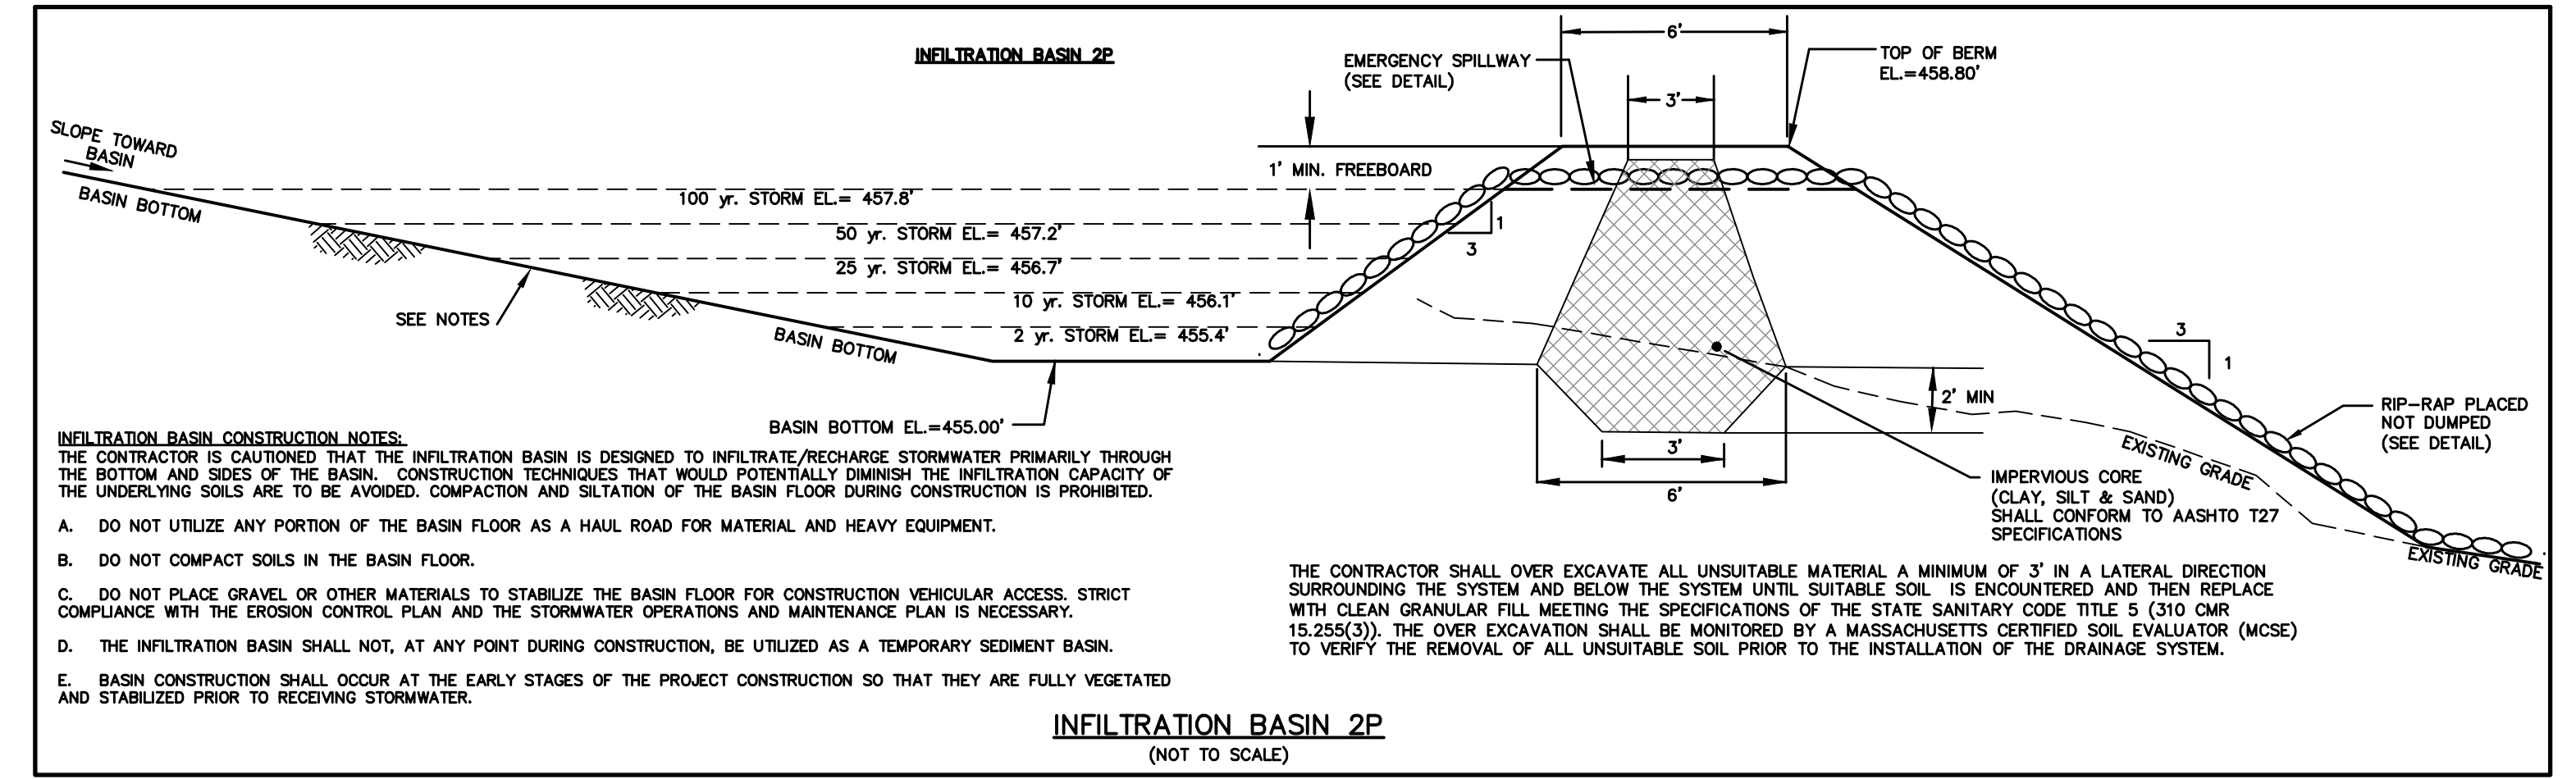 INFILTRATION BASIN 2P
6'
EMERGENCY SPILLWAY
(SEE DETAIL)
TOP OF BERM
EL.=458.80'
3'
SLOPE TOWARD
BASIN
BASIN BOTTOM
1' MIN. FREEBOARD
100 yr. STORM EL.= 457.8'
50 yr. STORM EL.= 457.2'
25 yr. STORM EL.= 456.7'
10 yr. STORM EL.= 456.1'
2 yr. STORM EL.= 455.4'
1
3
SEE NOTES
BASIN BOTTOM
3
1
BASIN BOTTOM EL.=455.00'
2' MIN
3'
6'
RIP-RAP PLACED
NOT DUMPED
(SEE DETAIL)
EXISTING GRADE
EXISTING GRADE
IMPERVIOUS CORE
(CLAY, SILT & SAND)
SHALL CONFORM TO AASHTO T27
SPECIFICATIONS
INFILTRATION BASIN CONSTRUCTION NOTES:
THE CONTRACTOR IS CAUTIONED THAT THE INFILTRATION BASIN IS DESIGNED TO INFILTRATE/RECHARGE STORMWATER PRIMARILY THROUGH
THE BOTTOM AND SIDES OF THE BASIN. CONSTRUCTION TECHNIQUES THAT WOULD POTENTIALLY DIMINISH THE INFILTRATION CAPACITY OF
THE UNDERLYING SOILS ARE TO BE AVOIDED. COMPACTION AND SILTATION OF THE BASIN FLOOR DURING CONSTRUCTION IS PROHIBITED.
A. DO NOT UTILIZE ANY PORTION OF THE BASIN FLOOR AS A HAUL ROAD FOR MATERIAL AND HEAVY EQUIPMENT.
B. DO NOT COMPACT SOILS IN THE BASIN FLOOR.
C. DO NOT PLACE GRAVEL OR OTHER MATERIALS TO STABILIZE THE BASIN FLOOR FOR CONSTRUCTION VEHICULAR ACCESS. STRICT
COMPLIANCE WITH THE EROSION CONTROL PLAN AND THE STORMWATER OPERATIONS AND MAINTENANCE PLAN IS NECESSARY.
D. THE INFILTRATION BASIN SHALL NOT, AT ANY POINT DURING CONSTRUCTION, BE UTILIZED AS A TEMPORARY SEDIMENT BASIN.
E. BASIN CONSTRUCTION SHALL OCCUR AT THE EARLY STAGES OF THE PROJECT CONSTRUCTION SO THAT THEY ARE FULLY VEGETATED
AND STABILIZED PRIOR TO RECEIVING STORMWATER.
THE CONTRACTOR SHALL OVER EXCAVATE ALL UNSUITABLE MATERIAL A MINIMUM OF 3' IN A LATERAL DIRECTION
SURROUNDING THE SYSTEM AND BELOW THE SYSTEM UNTIL SUITABLE SOIL IS ENCOUNTERED AND THEN REPLACE
WITH CLEAN GRANULAR FILL MEETING THE SPECIFICATIONS OF THE STATE SANITARY CODE TITLE 5 (310 CMR
15.255(3)). THE OVER EXCAVATION SHALL BE MONITORED BY A MASSACHUSETTS CERTIFIED SOIL EVALUATOR (MCSE)
TO VERIFY THE REMOVAL OF ALL UNSUITABLE SOIL PRIOR TO THE INSTALLATION OF THE DRAINAGE SYSTEM.
INFILTRATION BASIN 2P
(NOT TO SCALE)